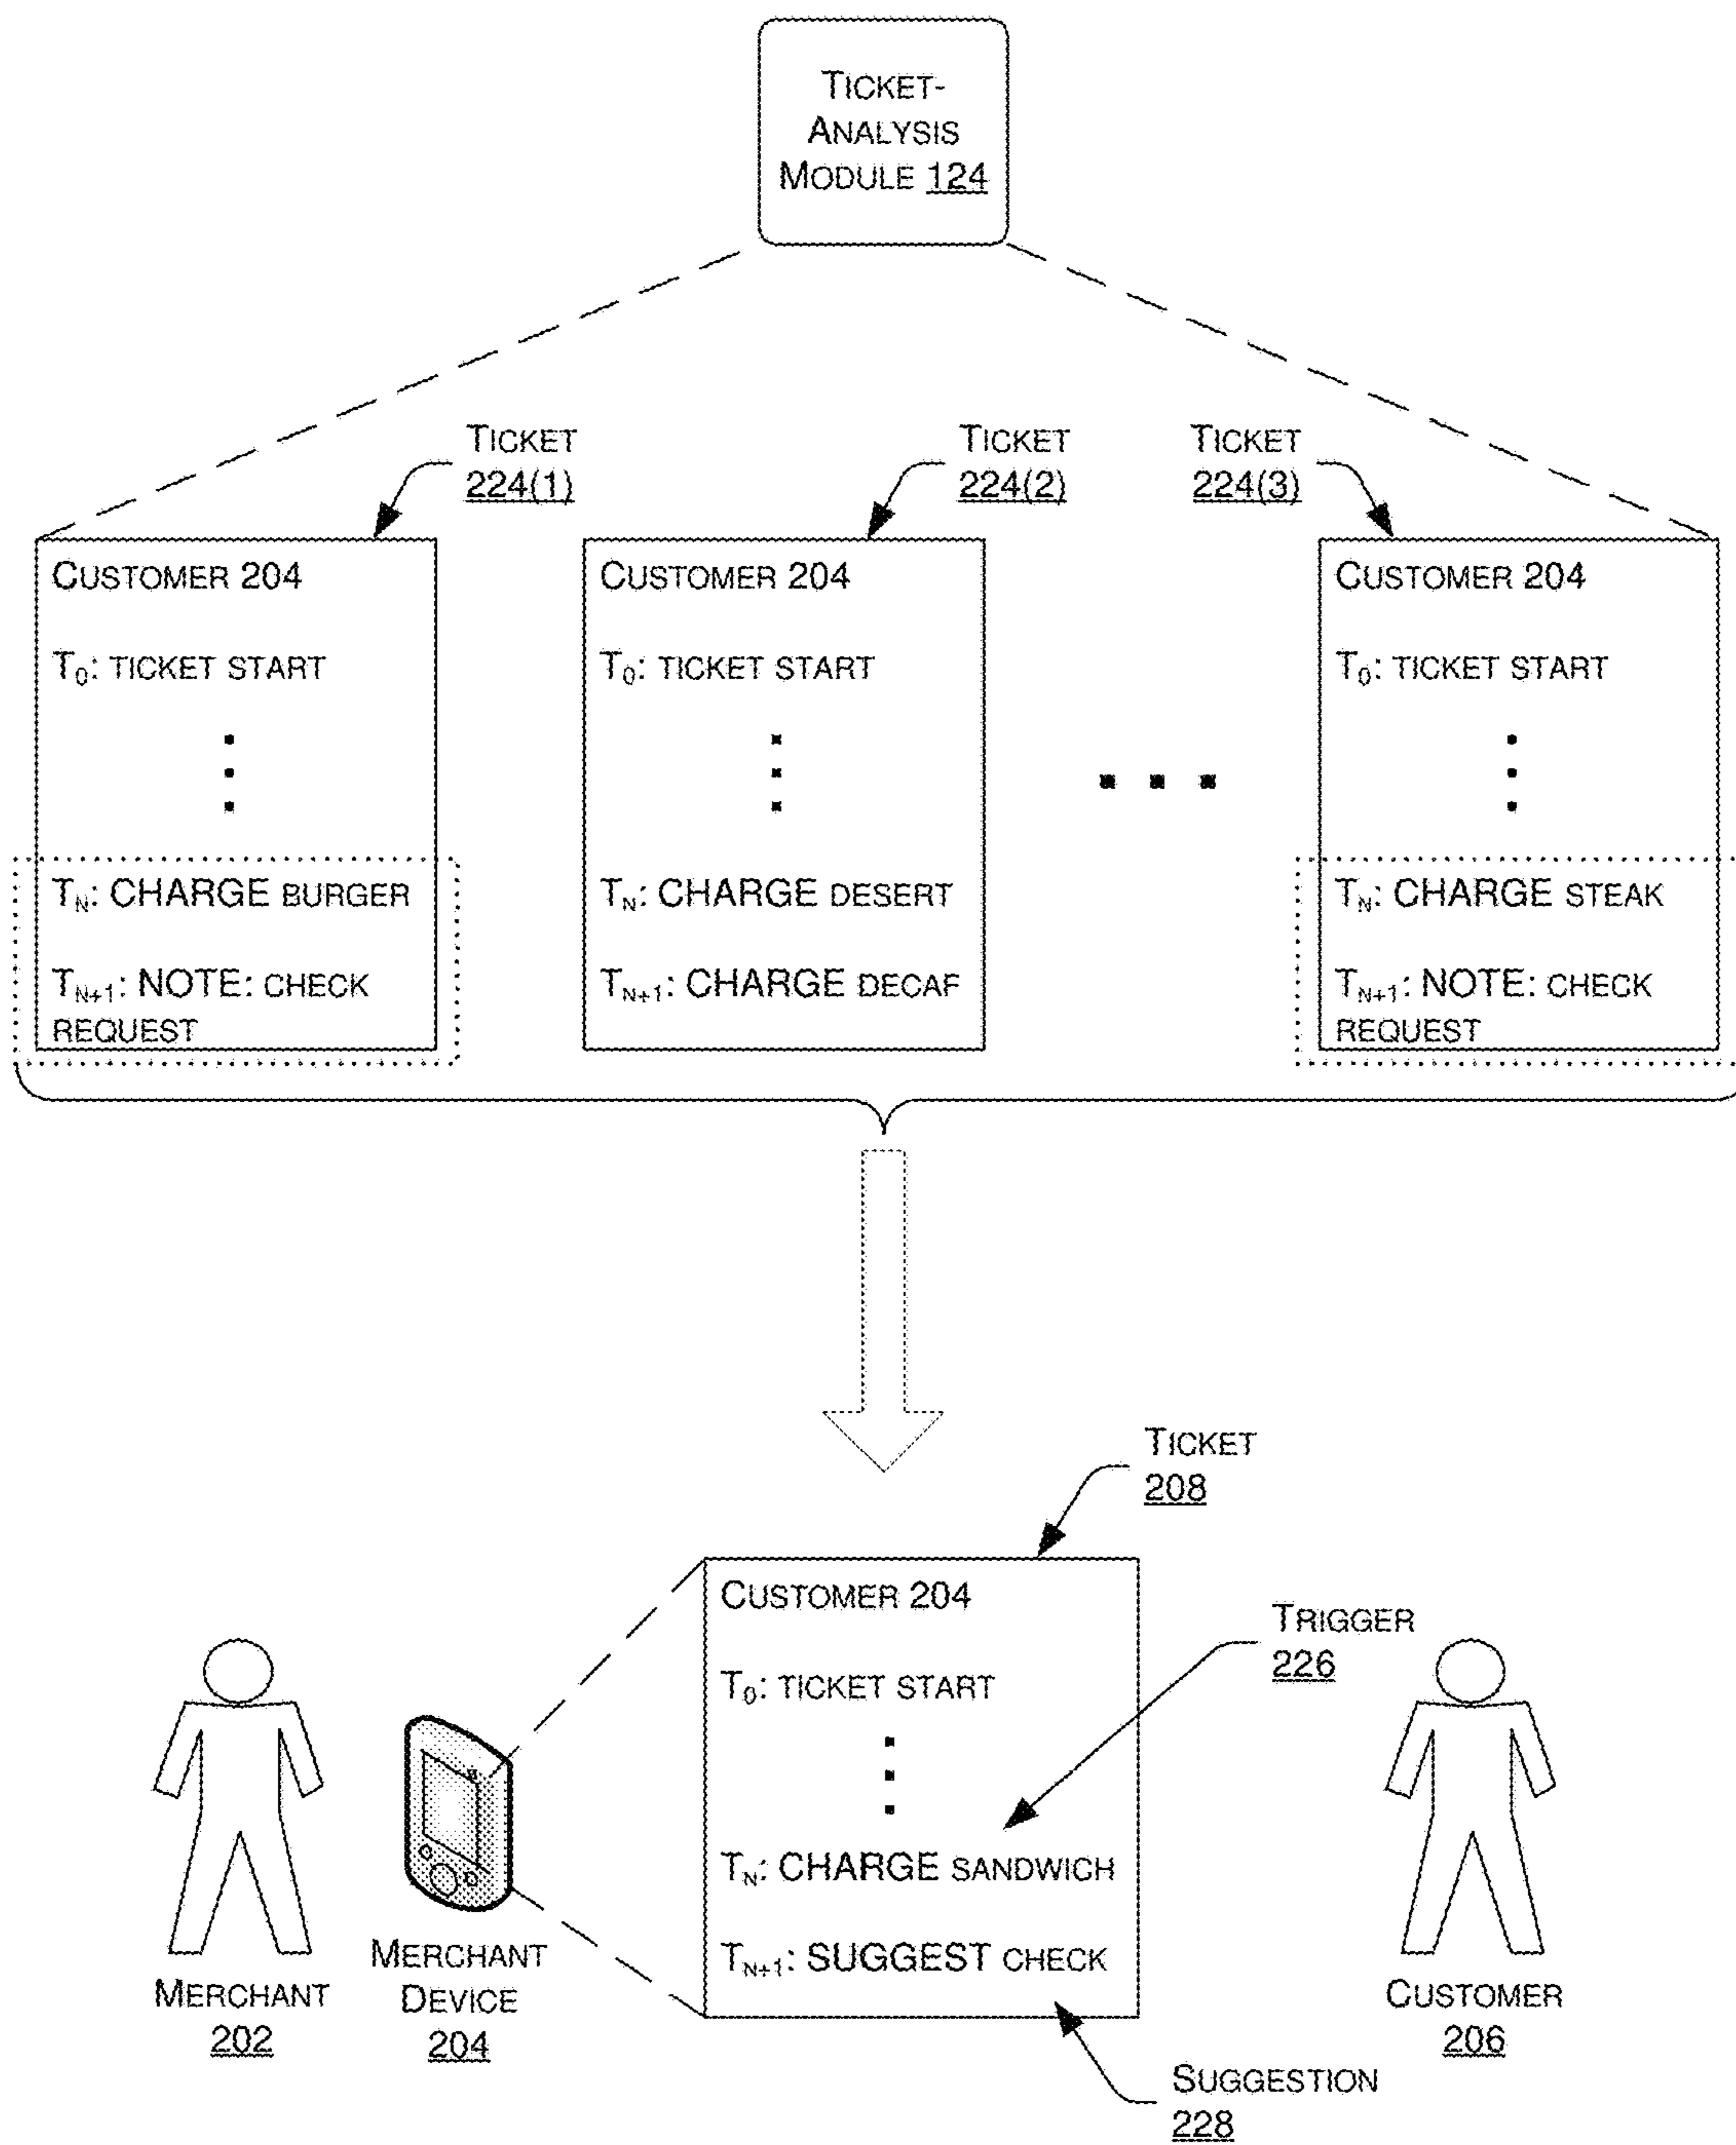 TICKET-
ANALYSIS
MODULE 124
TICKET
224(1)
TICKET
224(2)
TICKET
224(3)
CUSTOMER 204
T0: TICKET START
TN: CHARGE BURGER
TN+1: NOTE: CHECK
REQUEST
CUSTOMER 204
T0: TICKET START
TN: CHARGE DESERT
TN+1: CHARGE DECAF
CUSTOMER 204
T0: TICKET START
TN: CHARGE STEAK
TN+1: NOTE: CHECK
REQUEST
TICKET
208
CUSTOMER 204
T0: TICKET START
TN: CHARGE SANDWICH
TN+1: SUGGEST CHECK
TRIGGER
226
MERCHANT
202
MERCHANT
DEVICE
204
CUSTOMER
206
SUGGESTION
228